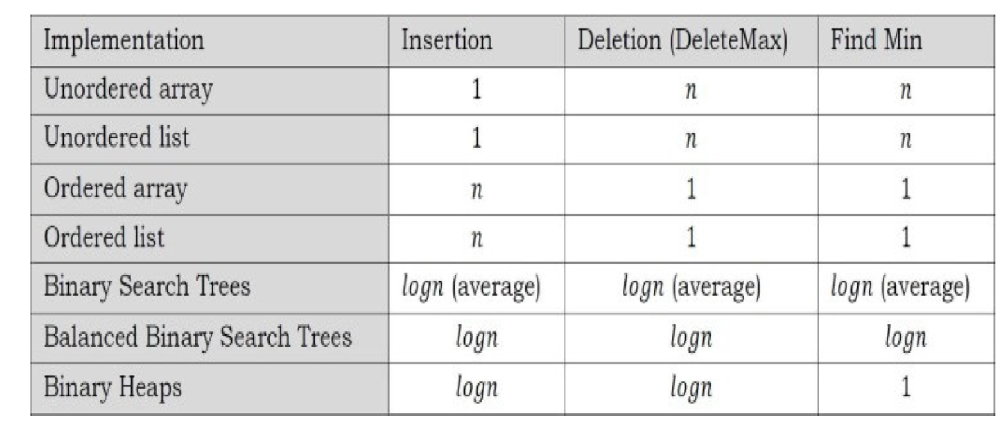 Implementation Insertion Deletion (DeleteMax) Find Min
Unordered array 1 n n
Unordered list 1 n n
Ordered array n 1 1
Ordered list n 1 1
Binary Search Trees logn (average) logn (average) logn (average)
Balanced Binary Search Trees logn logn logn
Binary Heaps logn logn 1